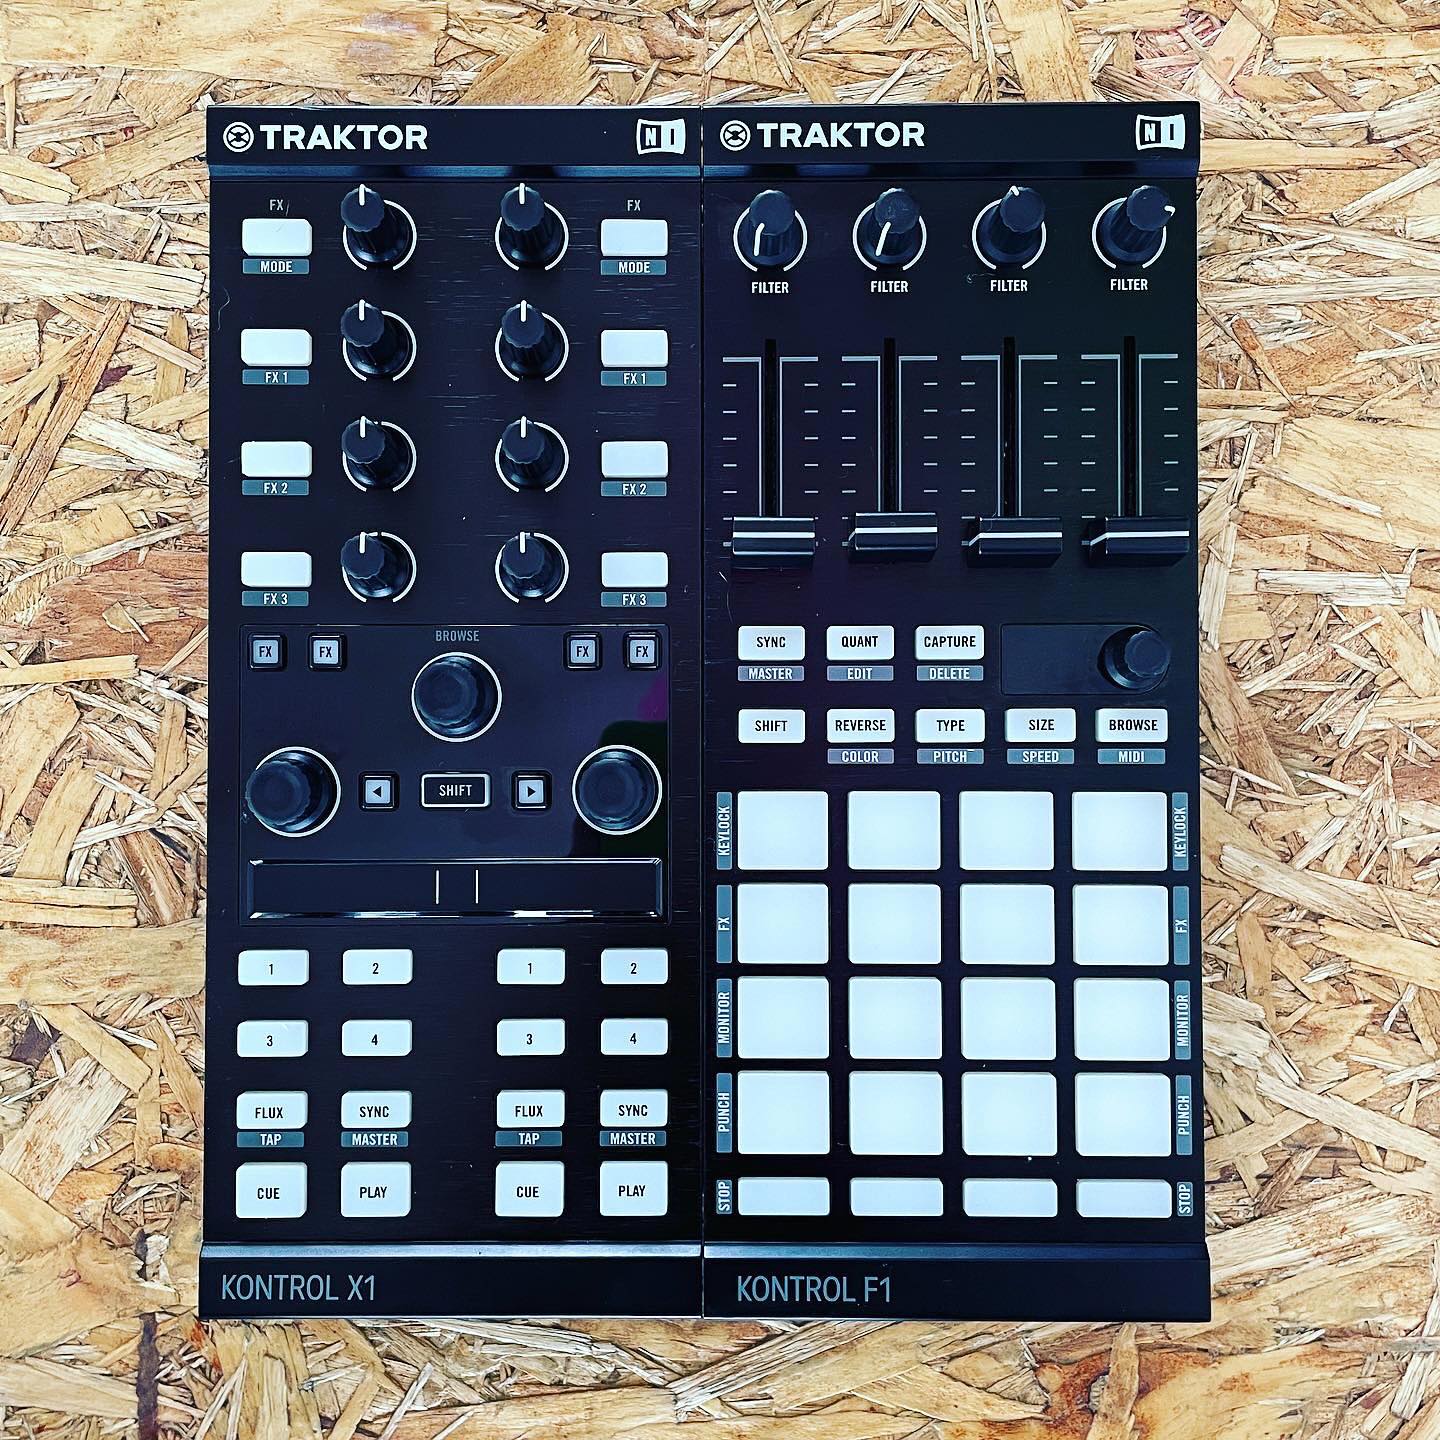 TRAKTOR NI
FX FX
MODE MODE
FX 1 FX 1
FX 2 FX 2
FX 3 FX 3
BROWSE
FX FX FX FX
SHIFT
1 2 1 2
3 4 3 4
FLUX SYNC FLUX SYNC
TAP MASTER TAP MASTER
CUE PLAY CUE PLAY
KONTROL X1
TRAKTOR NI
FILTER FILTER FILTER FILTER
SYNC QUANT CAPTURE
MASTER EDIT DELETE
SHIFT REVERSE TYPE SIZE BROWSE
COLOR PITCH SPEED MIDI
KEYLOCK KEYLOCK
FX FX
MONITOR MONITOR
PUNCH PUNCH
STOP STOP
KONTROL F1